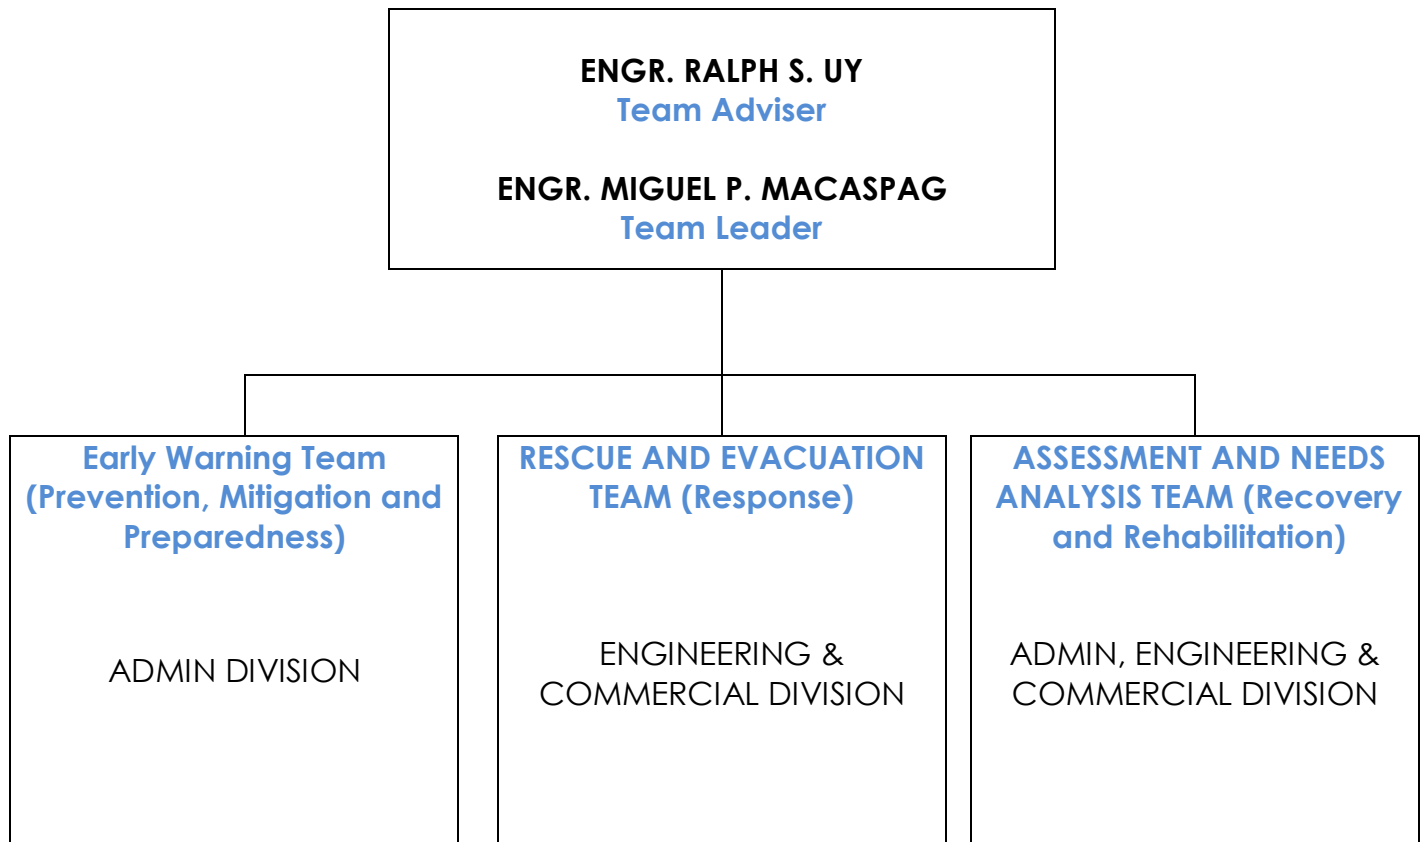 ENGR. RALPH S. UY
Team Adviser
ENGR. MIGUEL P. MACASPAG
Team Leader
Early Warning Team
(Prevention, Mitigation and
Preparedness)
ADMIN DIVISION
RESCUE AND EVACUATION
TEAM (Response)
ENGINEERING &
COMMERCIAL DIVISION
ASSESSMENT AND NEEDS
ANALYSIS TEAM (Recovery
and Rehabilitation)
ADMIN, ENGINEERING &
COMMERCIAL DIVISION